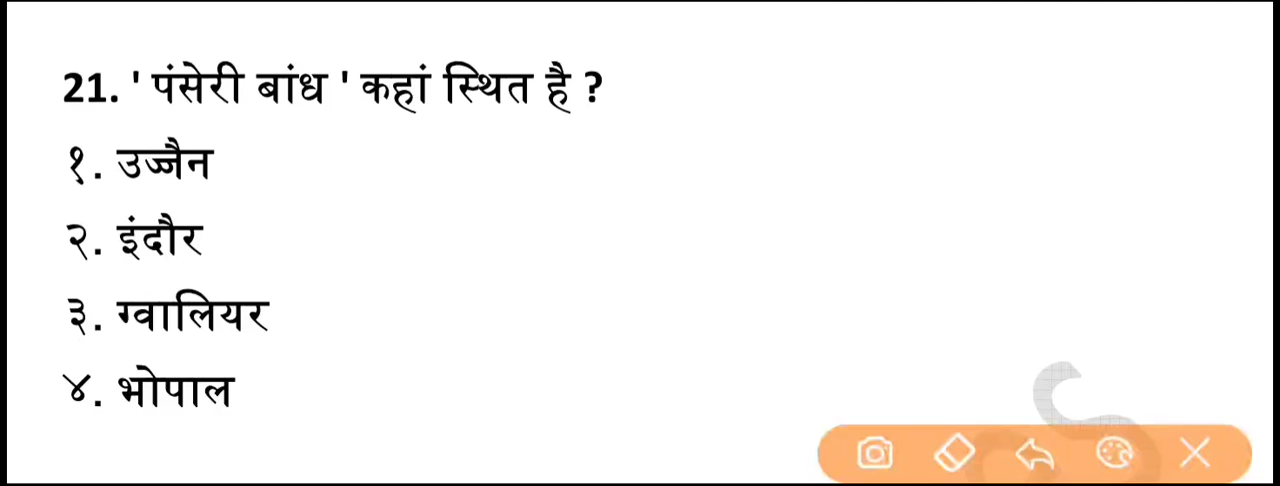 21. ' पंसेरी बांध ' कहां स्थित है ?
१. उज्जैन
२. इंदौर
३. ग्वालियर
४. भोपाल